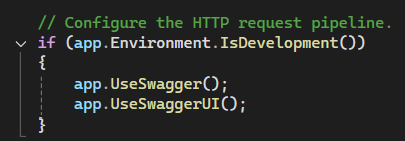 // Configure the HTTP request pipeline.
if (app.Environment.IsDevelopment())
{
    app.UseSwagger();
    app.UseSwaggerUI();
}